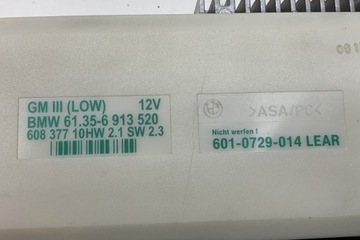 GM III (LOW) 12V
BMW 61.35-6 913 520
608 377 10HW 2.1 SW 2.3
>ASA/PC<
Nicht werfen !
601-0729-014 LEAR